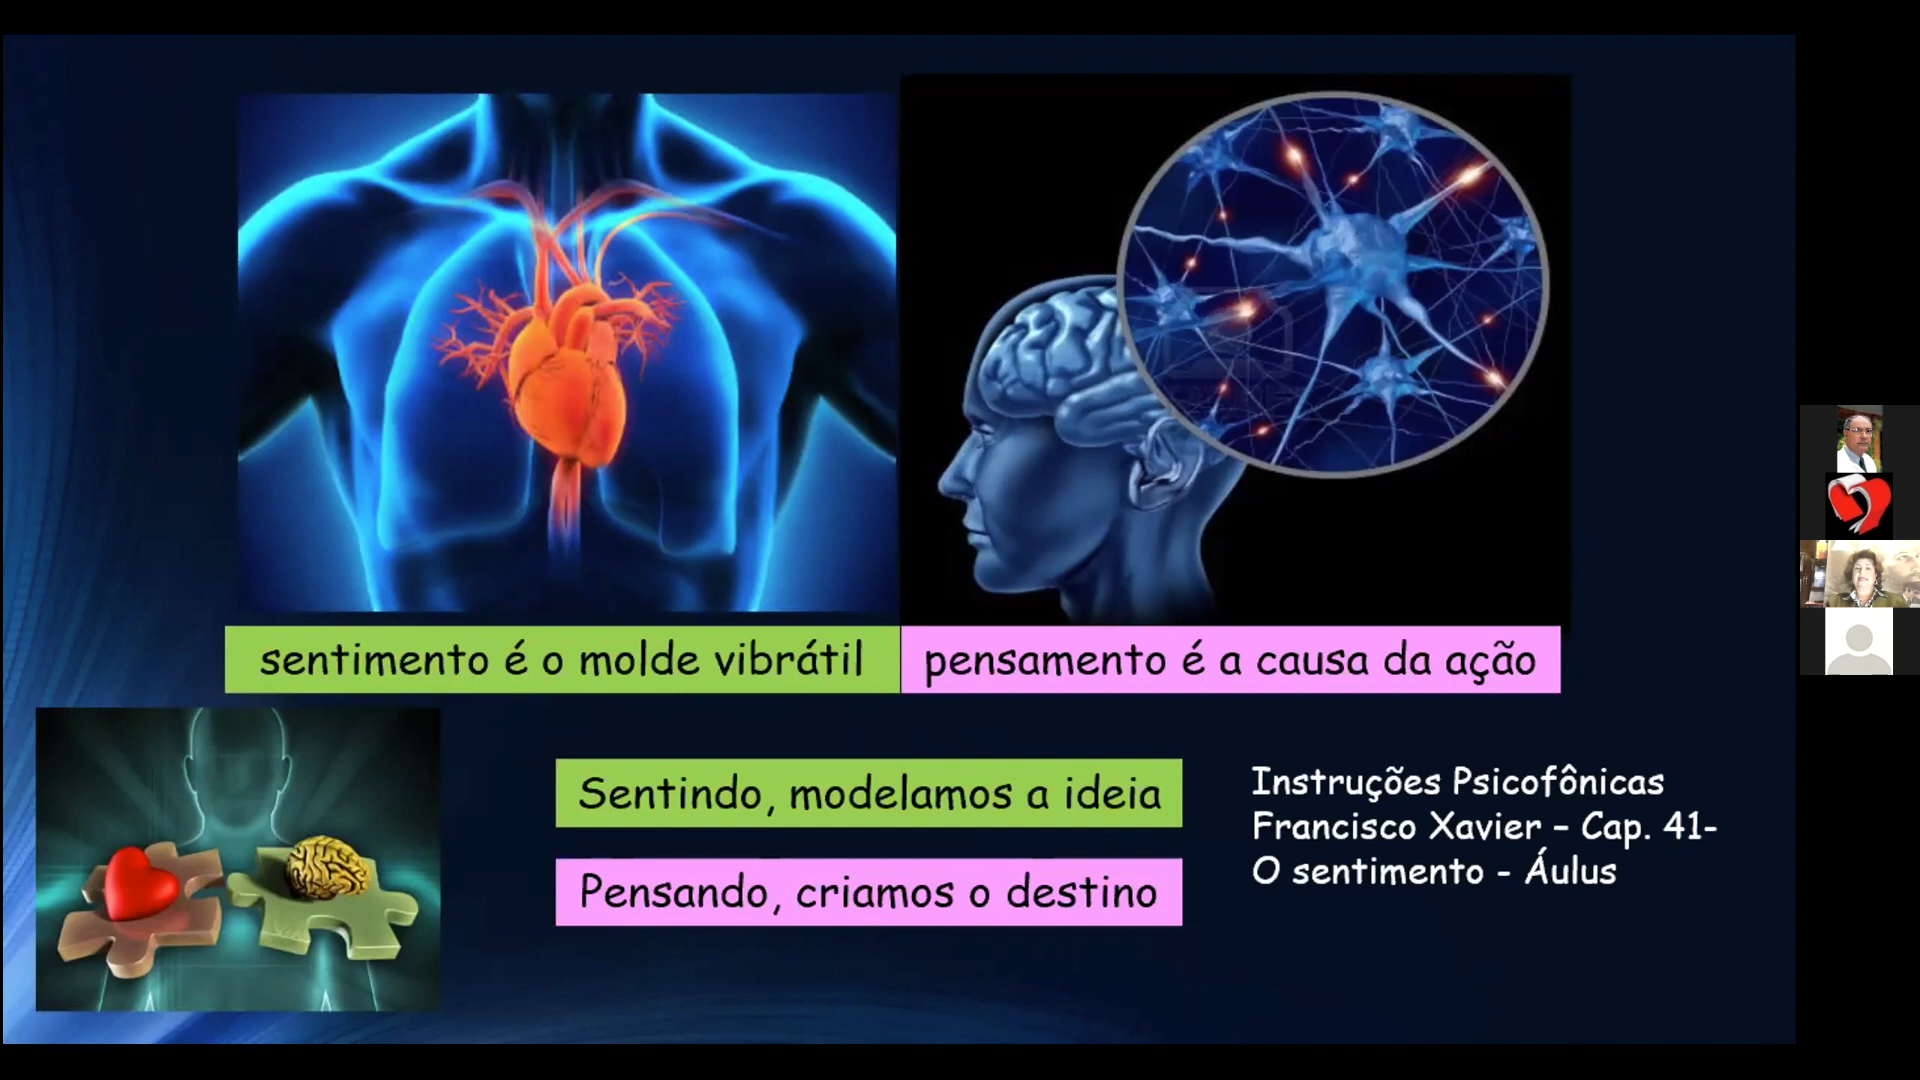 sentimento é o molde vibrátil
pensamento é a causa da ação
Sentindo, modelamos a ideia
Pensando, criamos o destino
Instruções Psicofônicas
Francisco Xavier – Cap. 41-
O sentimento - Áulus